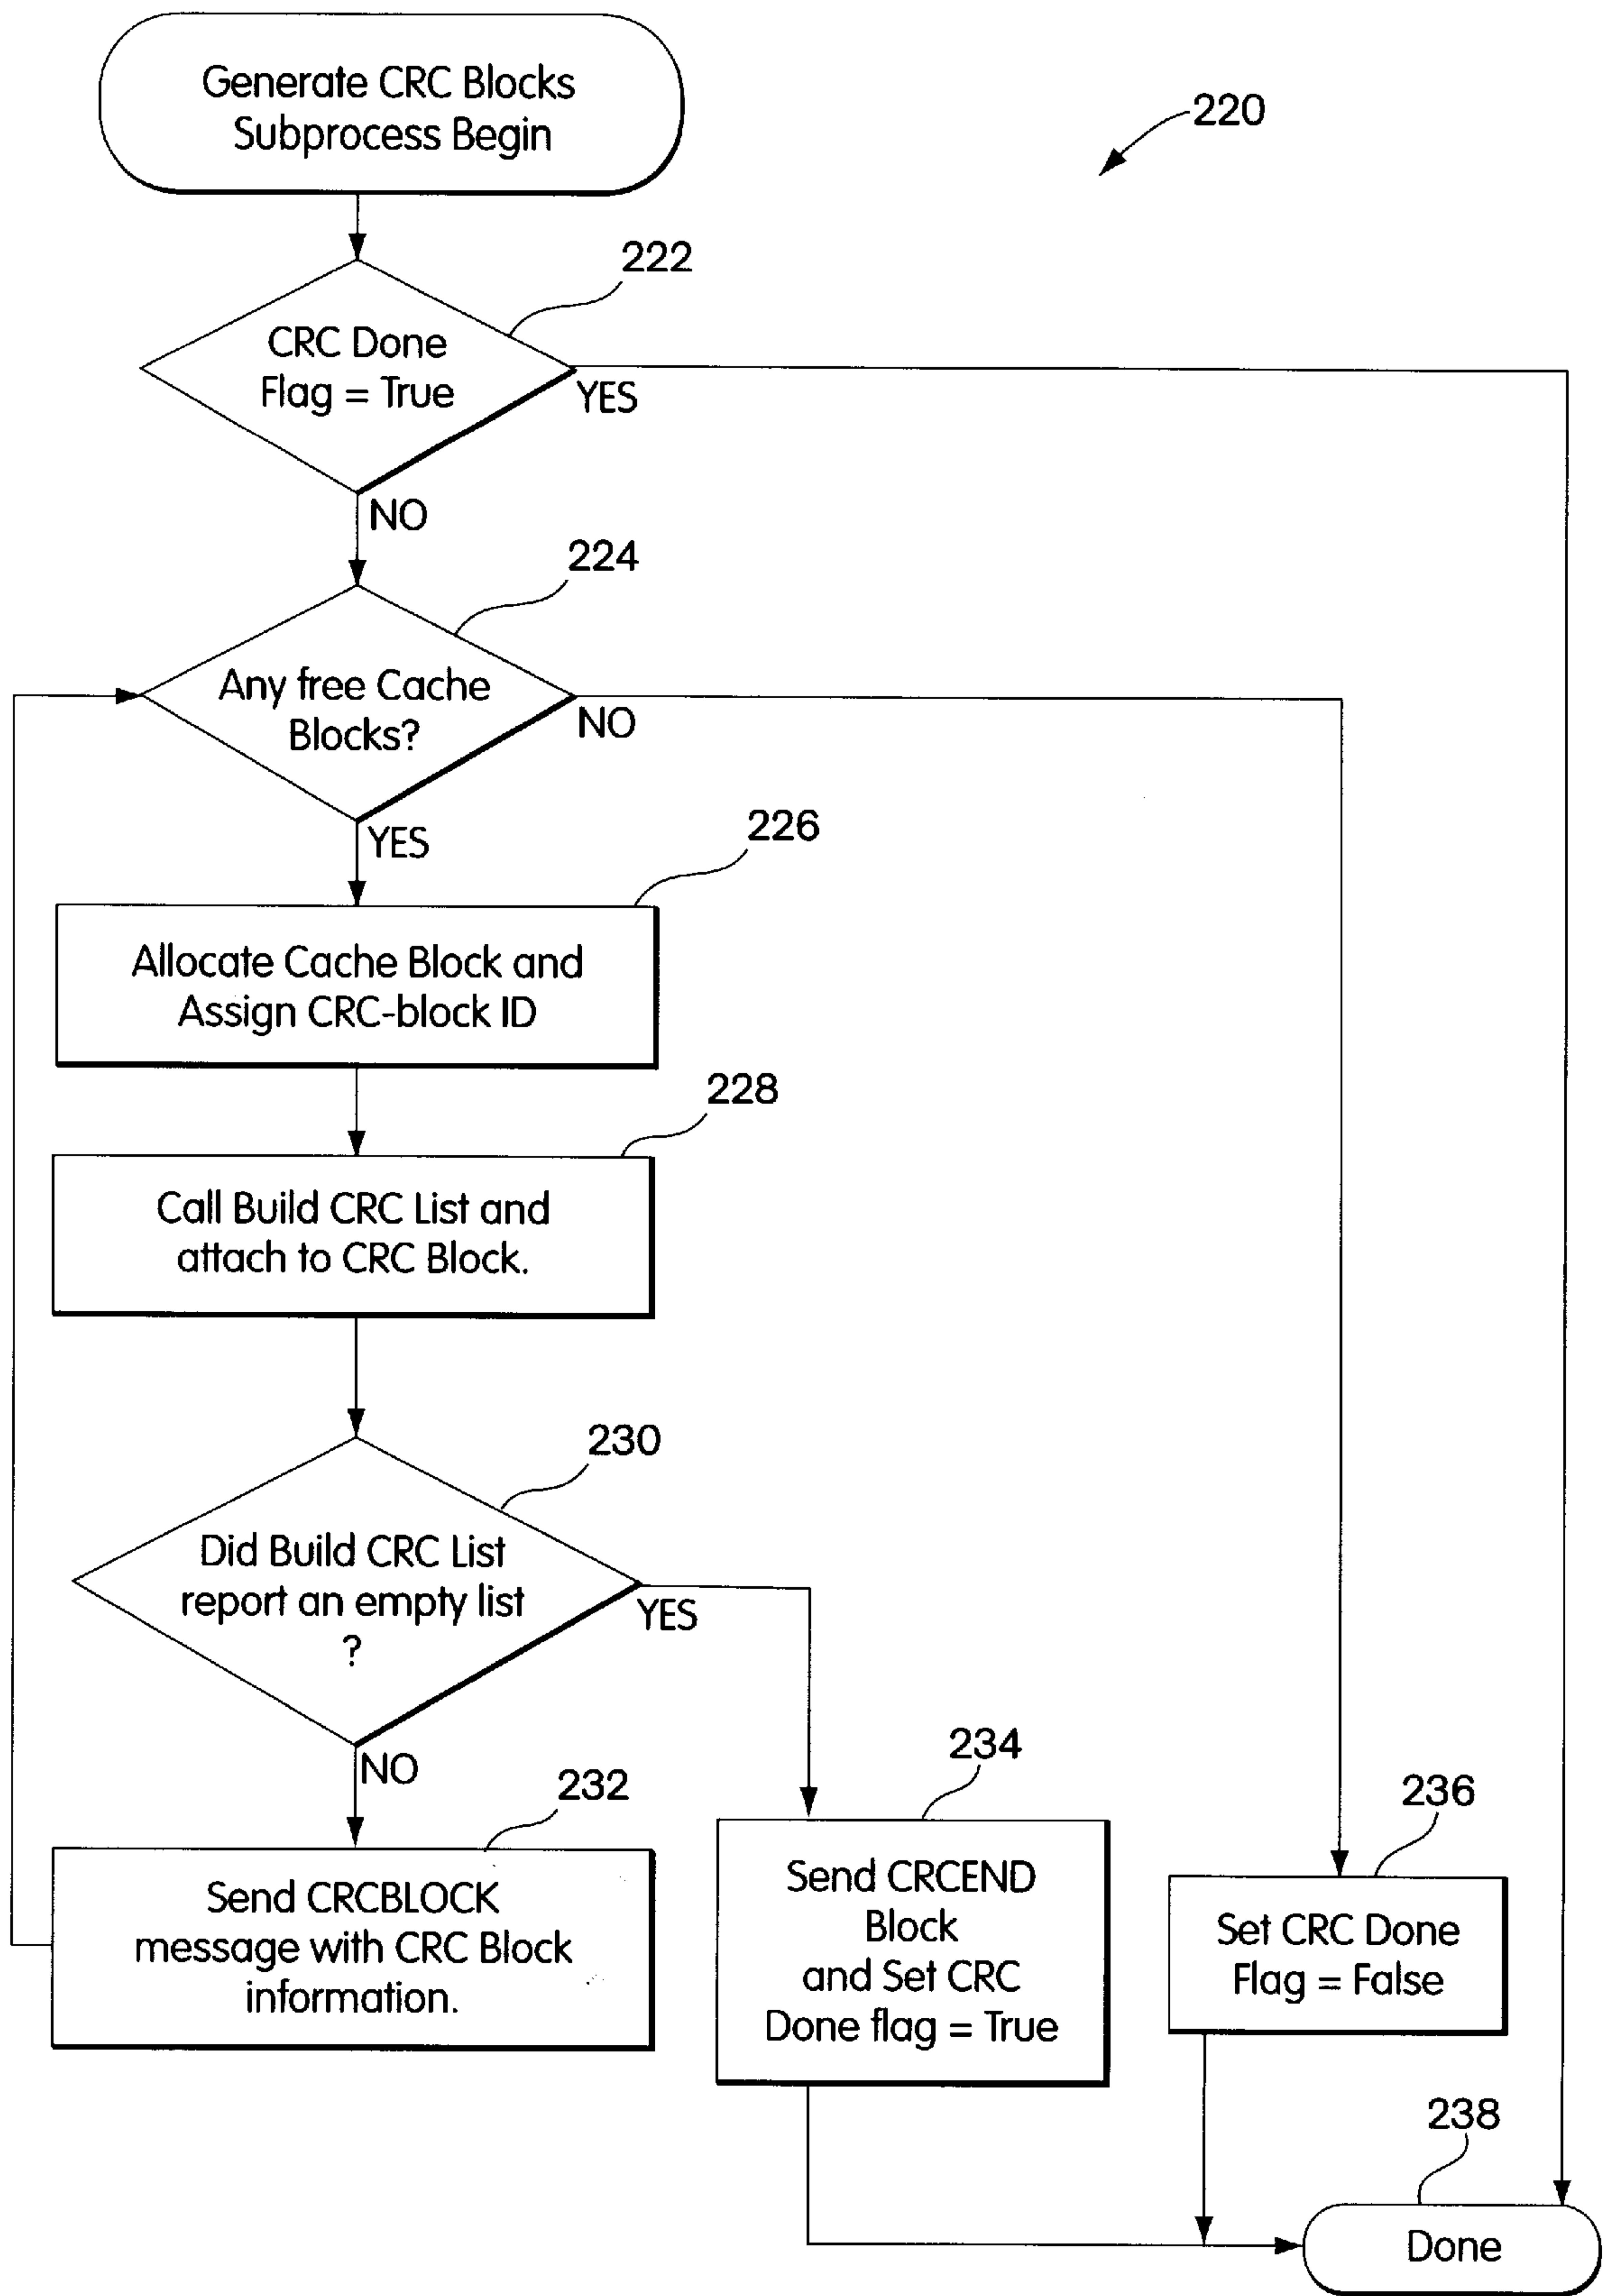 Generate CRC Blocks
Subprocess Begin
220
222
CRC Done
Flag = True
YES
NO
224
Any free Cache
Blocks?
NO
YES
226
Allocate Cache Block and
Assign CRC-block ID
228
Call Build CRC List and
attach to CRC Block.
230
Did Build CRC List
report an empty list
?
YES
NO
232
Send CRCBLOCK
message with CRC Block
information.
234
Send CRCEND
Block
and Set CRC
Done flag = True
236
Set CRC Done
Flag = False
238
Done